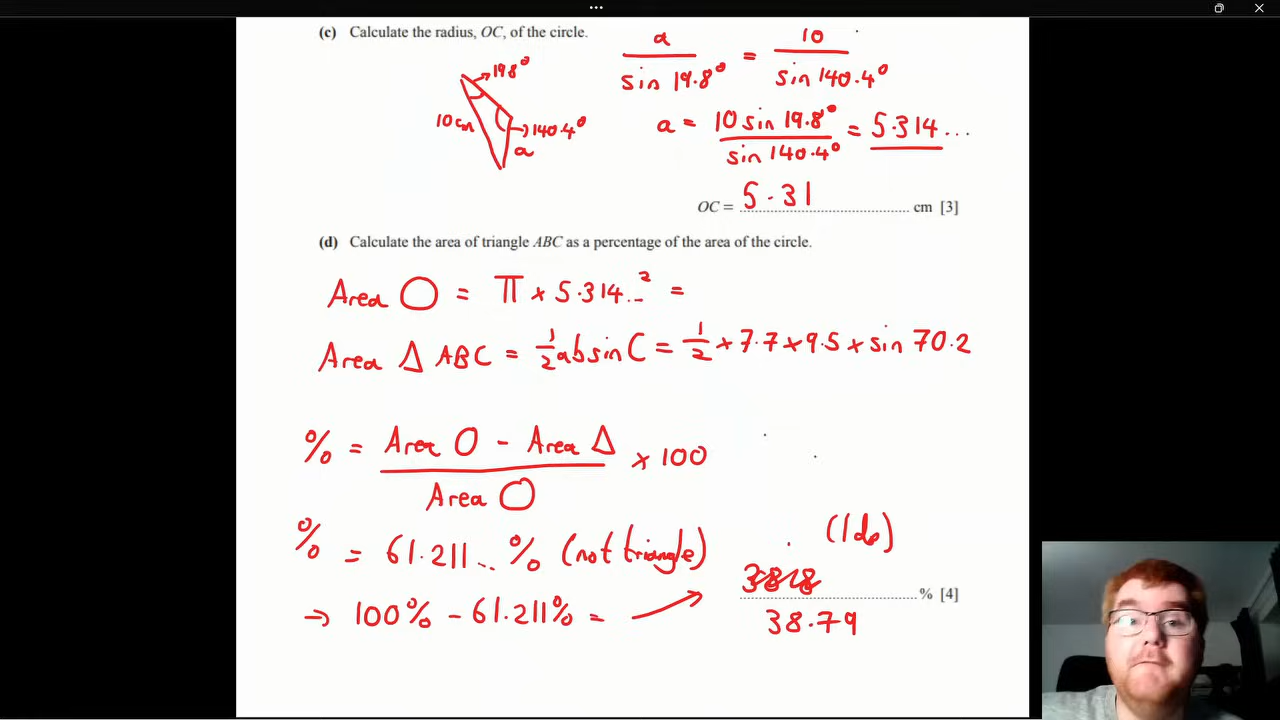 (c) Calculate the radius, OC, of the circle.
a / sin 19.8° = 10 / sin 140.4°
19.8°
10cm
140.4°
a
a = 10 sin 19.8° / sin 140.4° = 5.314...
OC = 5.31 cm [3]
(d) Calculate the area of triangle ABC as a percentage of the area of the circle.
Area O = π × 5.314...² =
Area Δ ABC = ½absinC = ½ × 7.7 × 9.5 × sin 70.2
% = Area O - Area Δ / Area O × 100
% = 61.211...% (not triangle)
(1dp)
⇒ 100% - 61.211% =
% [4]
38.79